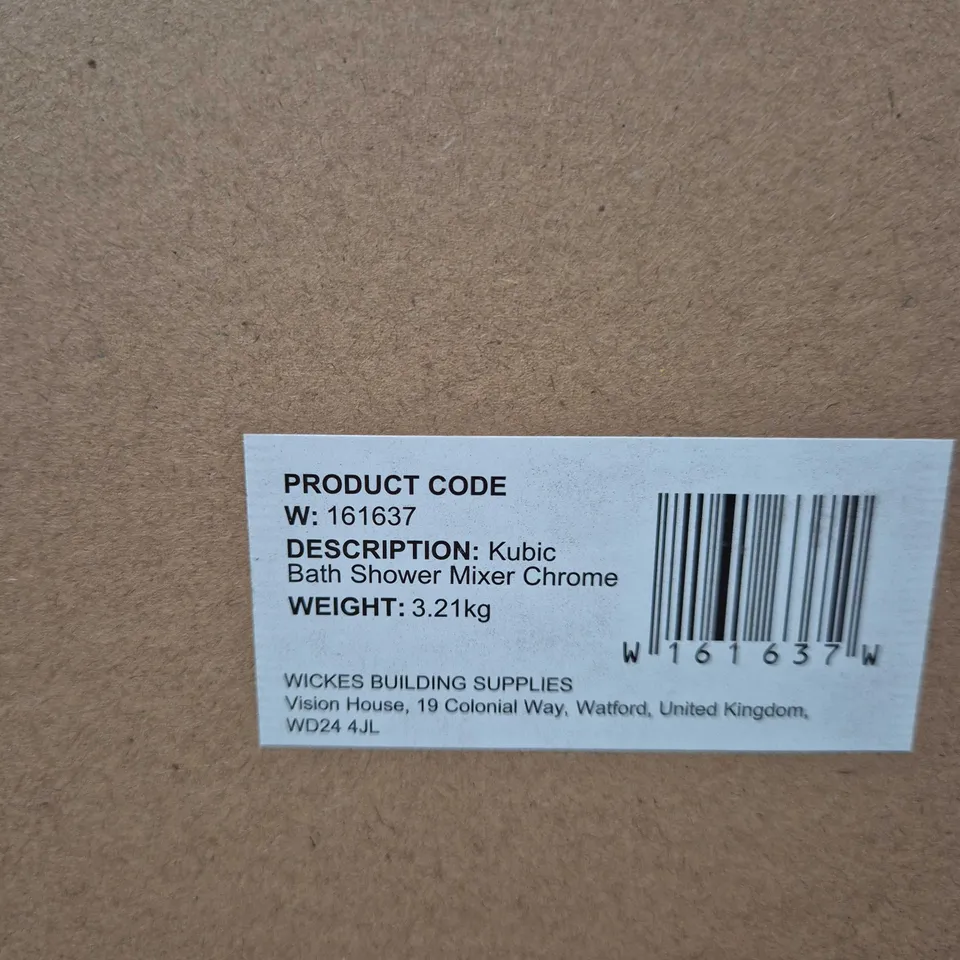 PRODUCT CODE
W: 161637
DESCRIPTION: Kubic
Bath Shower Mixer Chrome
WEIGHT: 3.21kg
W161637W
WICKES BUILDING SUPPLIES
Vision House, 19 Colonial Way, Watford, United Kingdom,
WD24 4JL